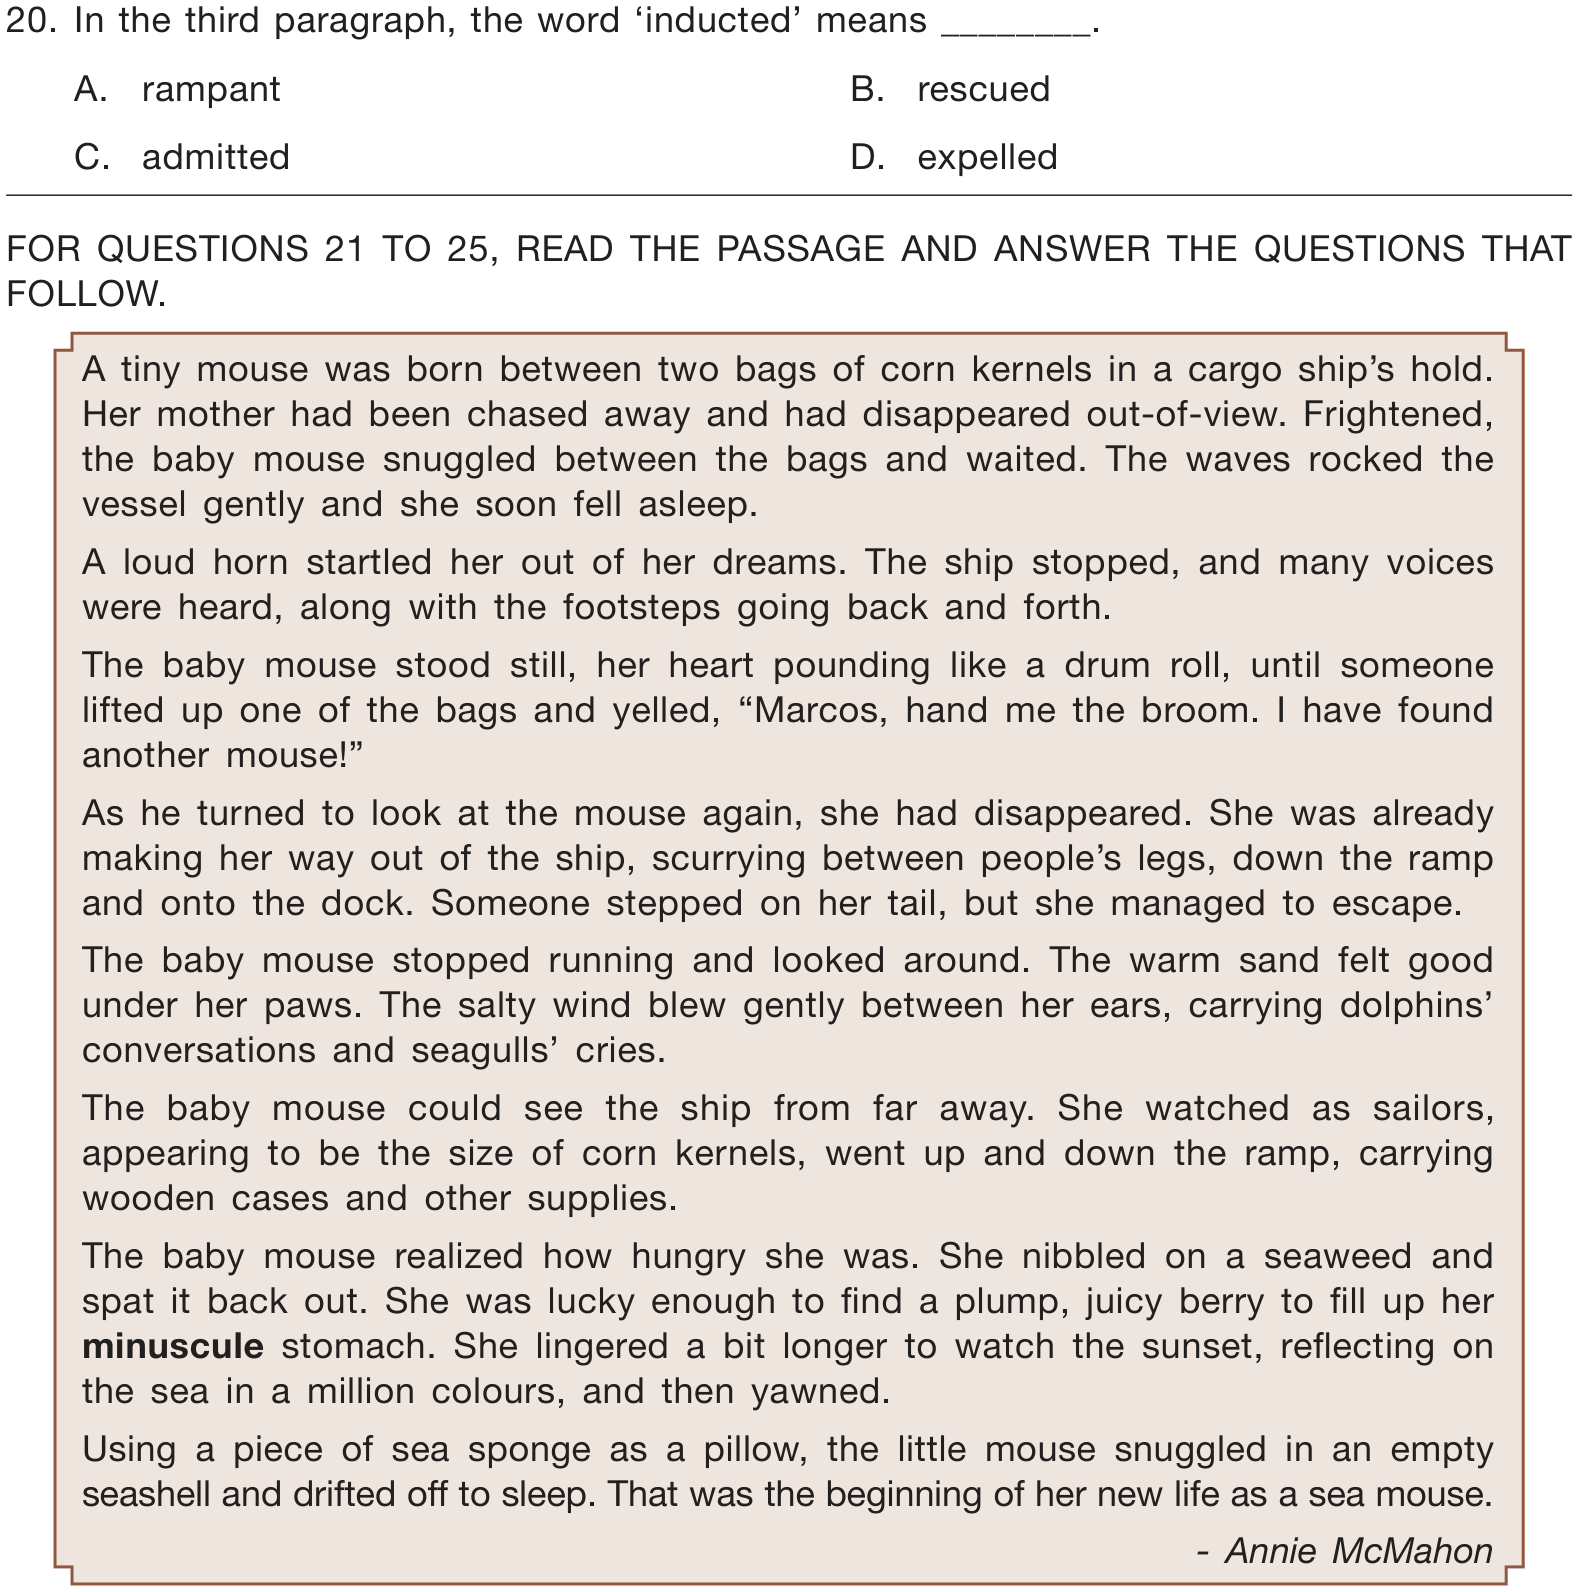 20. In the third paragraph, the word ‘inducted’ means ________.
A. rampant B. rescued
C. admitted D. expelled
FOR QUESTIONS 21 TO 25, READ THE PASSAGE AND ANSWER THE QUESTIONS THAT
FOLLOW.
A tiny mouse was born between two bags of corn kernels in a cargo ship’s hold.
Her mother had been chased away and had disappeared out-of-view. Frightened,
the baby mouse snuggled between the bags and waited. The waves rocked the
vessel gently and she soon fell asleep.
A loud horn startled her out of her dreams. The ship stopped, and many voices
were heard, along with the footsteps going back and forth.
The baby mouse stood still, her heart pounding like a drum roll, until someone
lifted up one of the bags and yelled, “Marcos, hand me the broom. I have found
another mouse!”
As he turned to look at the mouse again, she had disappeared. She was already
making her way out of the ship, scurrying between people’s legs, down the ramp
and onto the dock. Someone stepped on her tail, but she managed to escape.
The baby mouse stopped running and looked around. The warm sand felt good
under her paws. The salty wind blew gently between her ears, carrying dolphins’
conversations and seagulls’ cries.
The baby mouse could see the ship from far away. She watched as sailors,
appearing to be the size of corn kernels, went up and down the ramp, carrying
wooden cases and other supplies.
The baby mouse realized how hungry she was. She nibbled on a seaweed and
spat it back out. She was lucky enough to find a plump, juicy berry to fill up her
minuscule stomach. She lingered a bit longer to watch the sunset, reflecting on
the sea in a million colours, and then yawned.
Using a piece of sea sponge as a pillow, the little mouse snuggled in an empty
seashell and drifted off to sleep. That was the beginning of her new life as a sea mouse.
- Annie McMahon